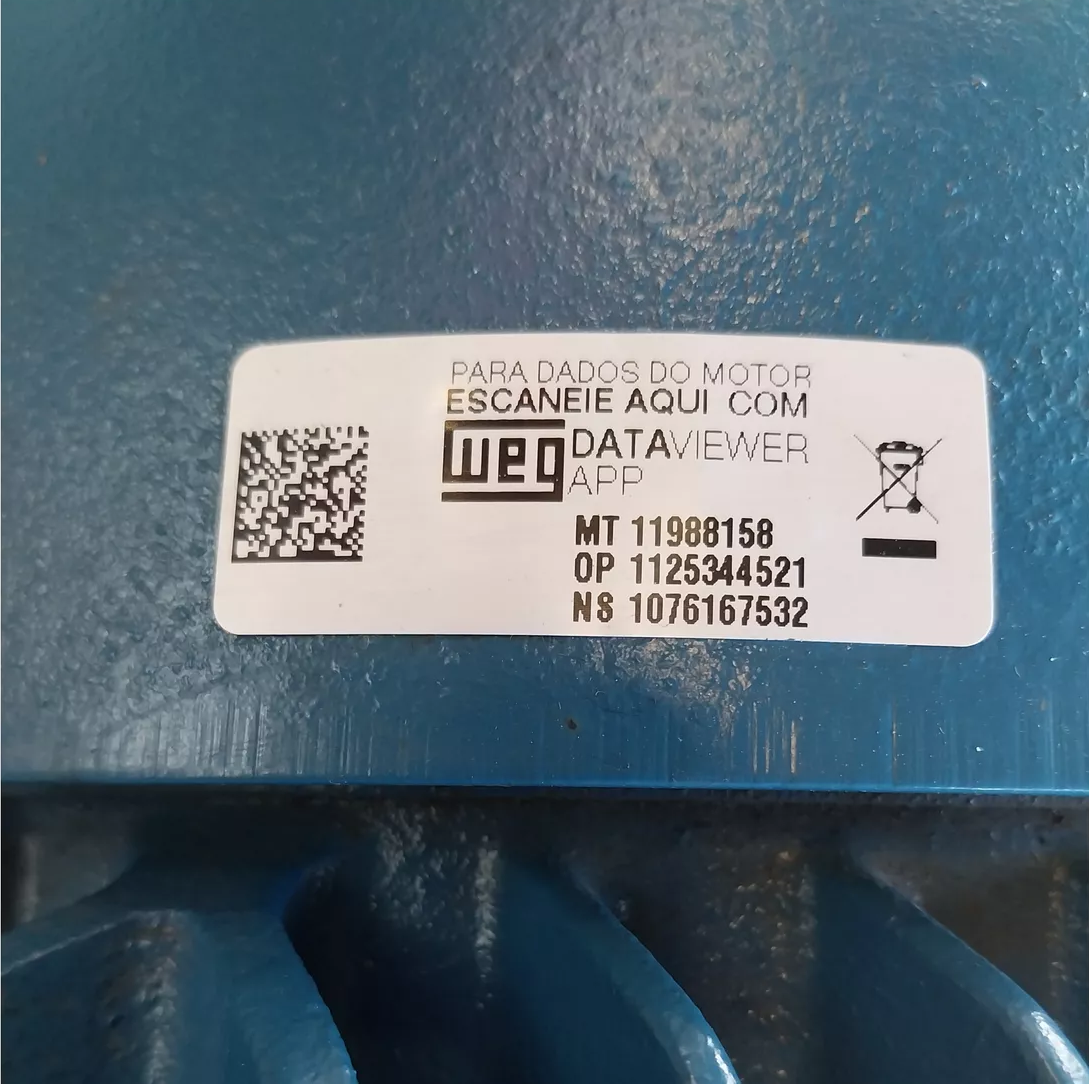 PARA DADOS DO MOTOR
ESCANEIE AQUI COM
weg DATAVIEWER
APP
MT 11988158
OP 1125344521
NS 1076167532